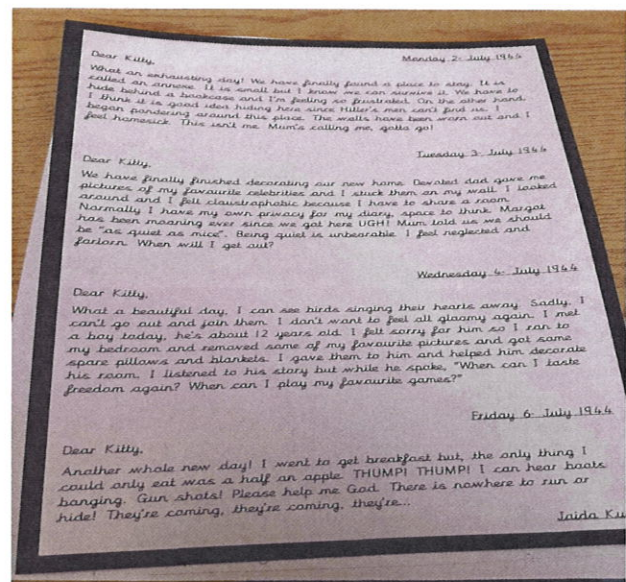 Monday 2. July 1944
Dear Kitty,
What an exhausting day! We have finally found a place to stay. It is
called an annexe. It is small but I know we can survive it. We have to
hide behind a bookcase and I'm feeling so frustrated. On the other hand,
I think it is good idea hiding here since Hitler's men can't find us. I
began pondering around this place. The walls have been worn out and I
feel homesick. This isn't me. Mum's calling me, gotta go!
Tuesday 3. July 1944
Dear Kitty,
We have finally finished decorating our new home. Devoted dad gave me
pictures of my favourite celebrities and I stuck them on my wall. I looked
around and I felt claustrophobic because I have to share a room.
Normally I have my own privacy for my diary, space to think. Margot
has been moaning ever since we got here UGH! Mum told us we should
be "as quiet as mice". Being quiet is unbearable. I feel neglected and
forlorn. When will I get out?
Wednesday 4. July 1944
Dear Kitty,
What a beautiful day, I can see birds singing their hearts away. Sadly, I
can't go out and join them. I don't want to feel all gloomy again. I met
a boy today, he's about 12 years old. I felt sorry for him so I ran to
my bedroom and removed some of my favourite pictures and got some
spare pillows and blankets. I gave them to him and helped him decorate
his room. I listened to his story but while he spoke, "When can I taste
freedom again? When can I play my favourite games?"
Friday 6. July 1944
Dear Kitty,
Another whole new day! I went to get breakfast but, the only thing I
could only eat was a half an apple. THUMP! THUMP! I can hear boots
banging. Gun shots! Please help me God. There is nowhere to run or
hide! They're coming, they're coming, they're...
Jaida Ku